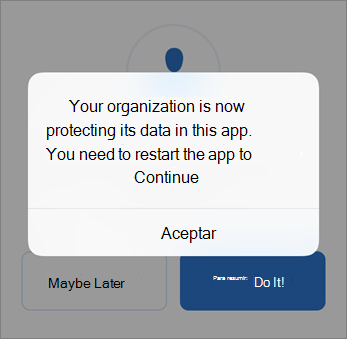 Your organization is now
protecting its data in this app.
You need to restart the app to
Continue
Aceptar
Maybe Later
Para resumir: Do It!